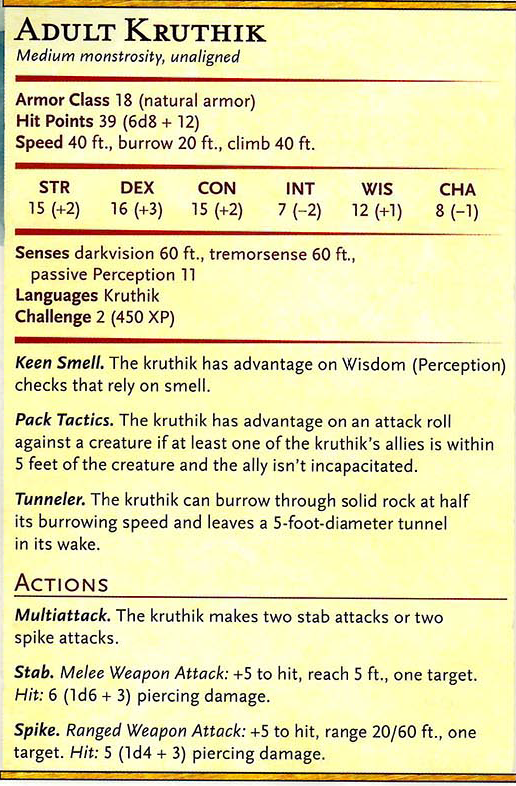 Adult Kruthik
Medium monstrosity, unaligned
Armor Class 18 (natural armor)
Hit Points 39 (6d8 + 12)
Speed 40 ft., burrow 20 ft., climb 40 ft.
STR DEX CON INT WIS CHA
15 (+2) 16 (+3) 15 (+2) 7 (−2) 12 (+1) 8 (−1)
Senses darkvision 60 ft., tremorsense 60 ft.,
passive Perception 11
Languages Kruthik
Challenge 2 (450 XP)
Keen Smell. The kruthik has advantage on Wisdom (Perception)
checks that rely on smell.
Pack Tactics. The kruthik has advantage on an attack roll
against a creature if at least one of the kruthik's allies is within
5 feet of the creature and the ally isn't incapacitated.
Tunneler. The kruthik can burrow through solid rock at half
its burrowing speed and leaves a 5-foot-diameter tunnel
in its wake.
Actions
Multiattack. The kruthik makes two stab attacks or two
spike attacks.
Stab. Melee Weapon Attack: +5 to hit, reach 5 ft., one target.
Hit: 6 (1d6 + 3) piercing damage.
Spike. Ranged Weapon Attack: +5 to hit, range 20/60 ft., one
target. Hit: 5 (1d4 + 3) piercing damage.